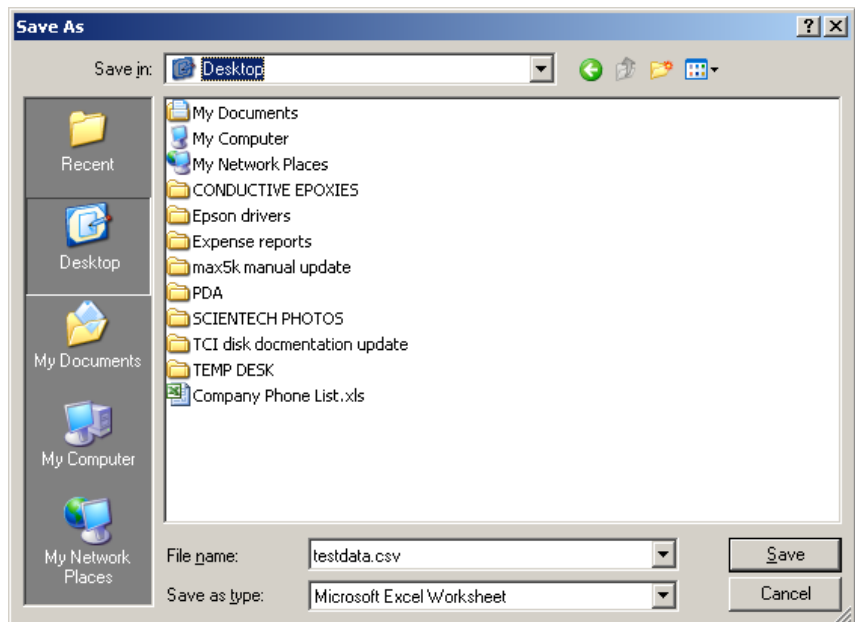 Save As
Save in:
Desktop
Recent
Desktop
My Documents
My Computer
My Network
Places
My Documents
My Computer
My Network Places
CONDUCTIVE EPOXIES
Epson drivers
Expense reports
max5k manual update
PDA
SCIENTECH PHOTOS
TCI disk docmentation update
TEMP DESK
Company Phone List.xls
File name:
testdata.csv
Save
Save as type:
Microsoft Excel Worksheet
Cancel